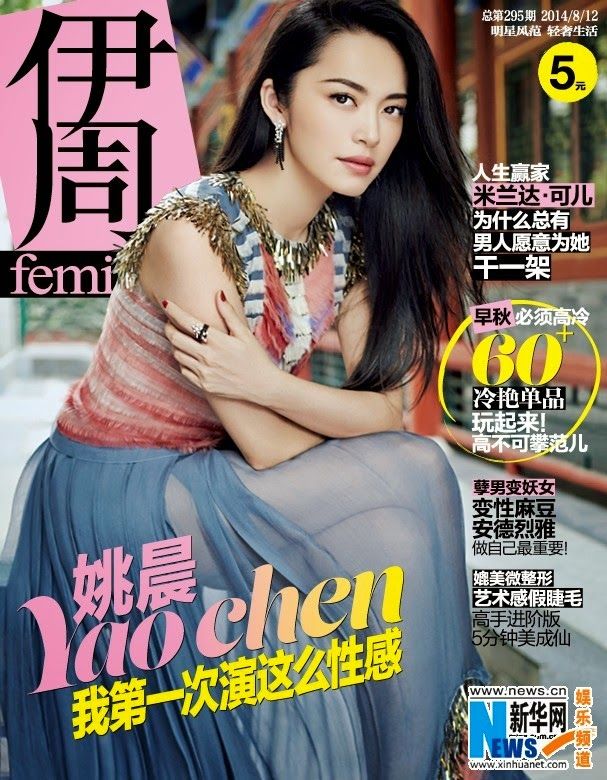 伊周
femi
总第295期 2014/8/12
明星风范 轻奢生活
5元
人生赢家
米兰达·可儿
为什么总有
男人愿意为她
干一架
早秋 必须高冷
60+
冷艳单品
玩起来!
高不可攀范儿
孽男变妖女
变性麻豆
安德烈雅
做自己最重要!
媲美微整形
艺术感假睫毛
高手进阶版
5分钟美成仙
姚晨
Yao chen
我第一次演这么性感
www.news.cn
新华网
NEWS
www.xinhuanet.com
娱乐频道